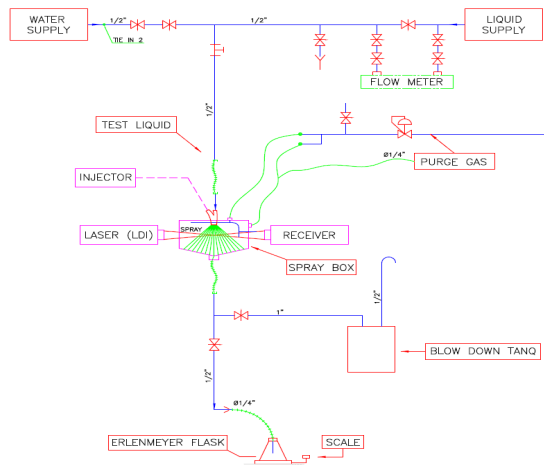 WATER
SUPPLY
1/2"
TIE IN 2
1/2"
LIQUID
SUPPLY
FLOW METER
1/2"
TEST LIQUID
PURGE GAS
Ø1/4"
INJECTOR
LASER (LDI)
SPRAY
RECEIVER
SPRAY BOX
1/2"
1"
BLOW DOWN TANQ
1/2"
Ø1/4"
ERLENMEYER FLASK
SCALE